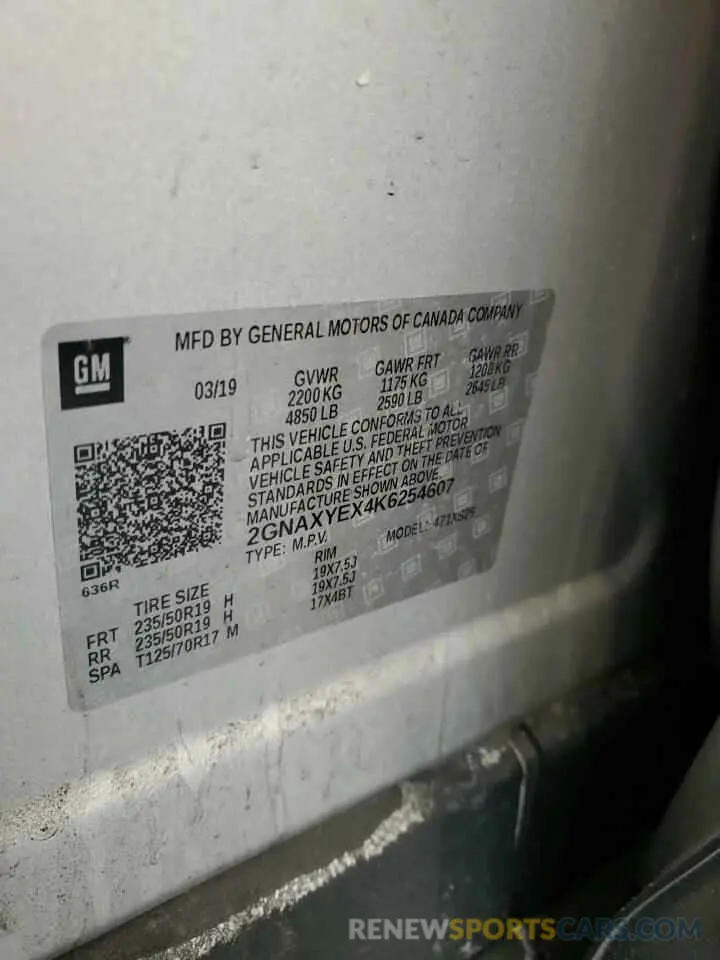 MFD BY GENERAL MOTORS OF CANADA COMPANY
GM
03/19
GVWR GAWR FRT GAWR RR
2200 KG 1175 KG 1200 KG
4850 LB 2590 LB 2645 LB
THIS VEHICLE CONFORMS TO ALL
APPLICABLE U.S. FEDERAL MOTOR
VEHICLE SAFETY AND THEFT PREVENTION
STANDARDS IN EFFECT ON THE DATE OF
MANUFACTURE SHOWN ABOVE.
2GNAXYEX4K6254607
TYPE: M.P.V. MODEL: 471XS26
636R
TIRE SIZE RIM
FRT 235/50R19 H 19X7.5J
RR 235/50R19 H 19X7.5J
SPA T125/70R17 M 17X4BT
RENEWSPORTSCARS.COM